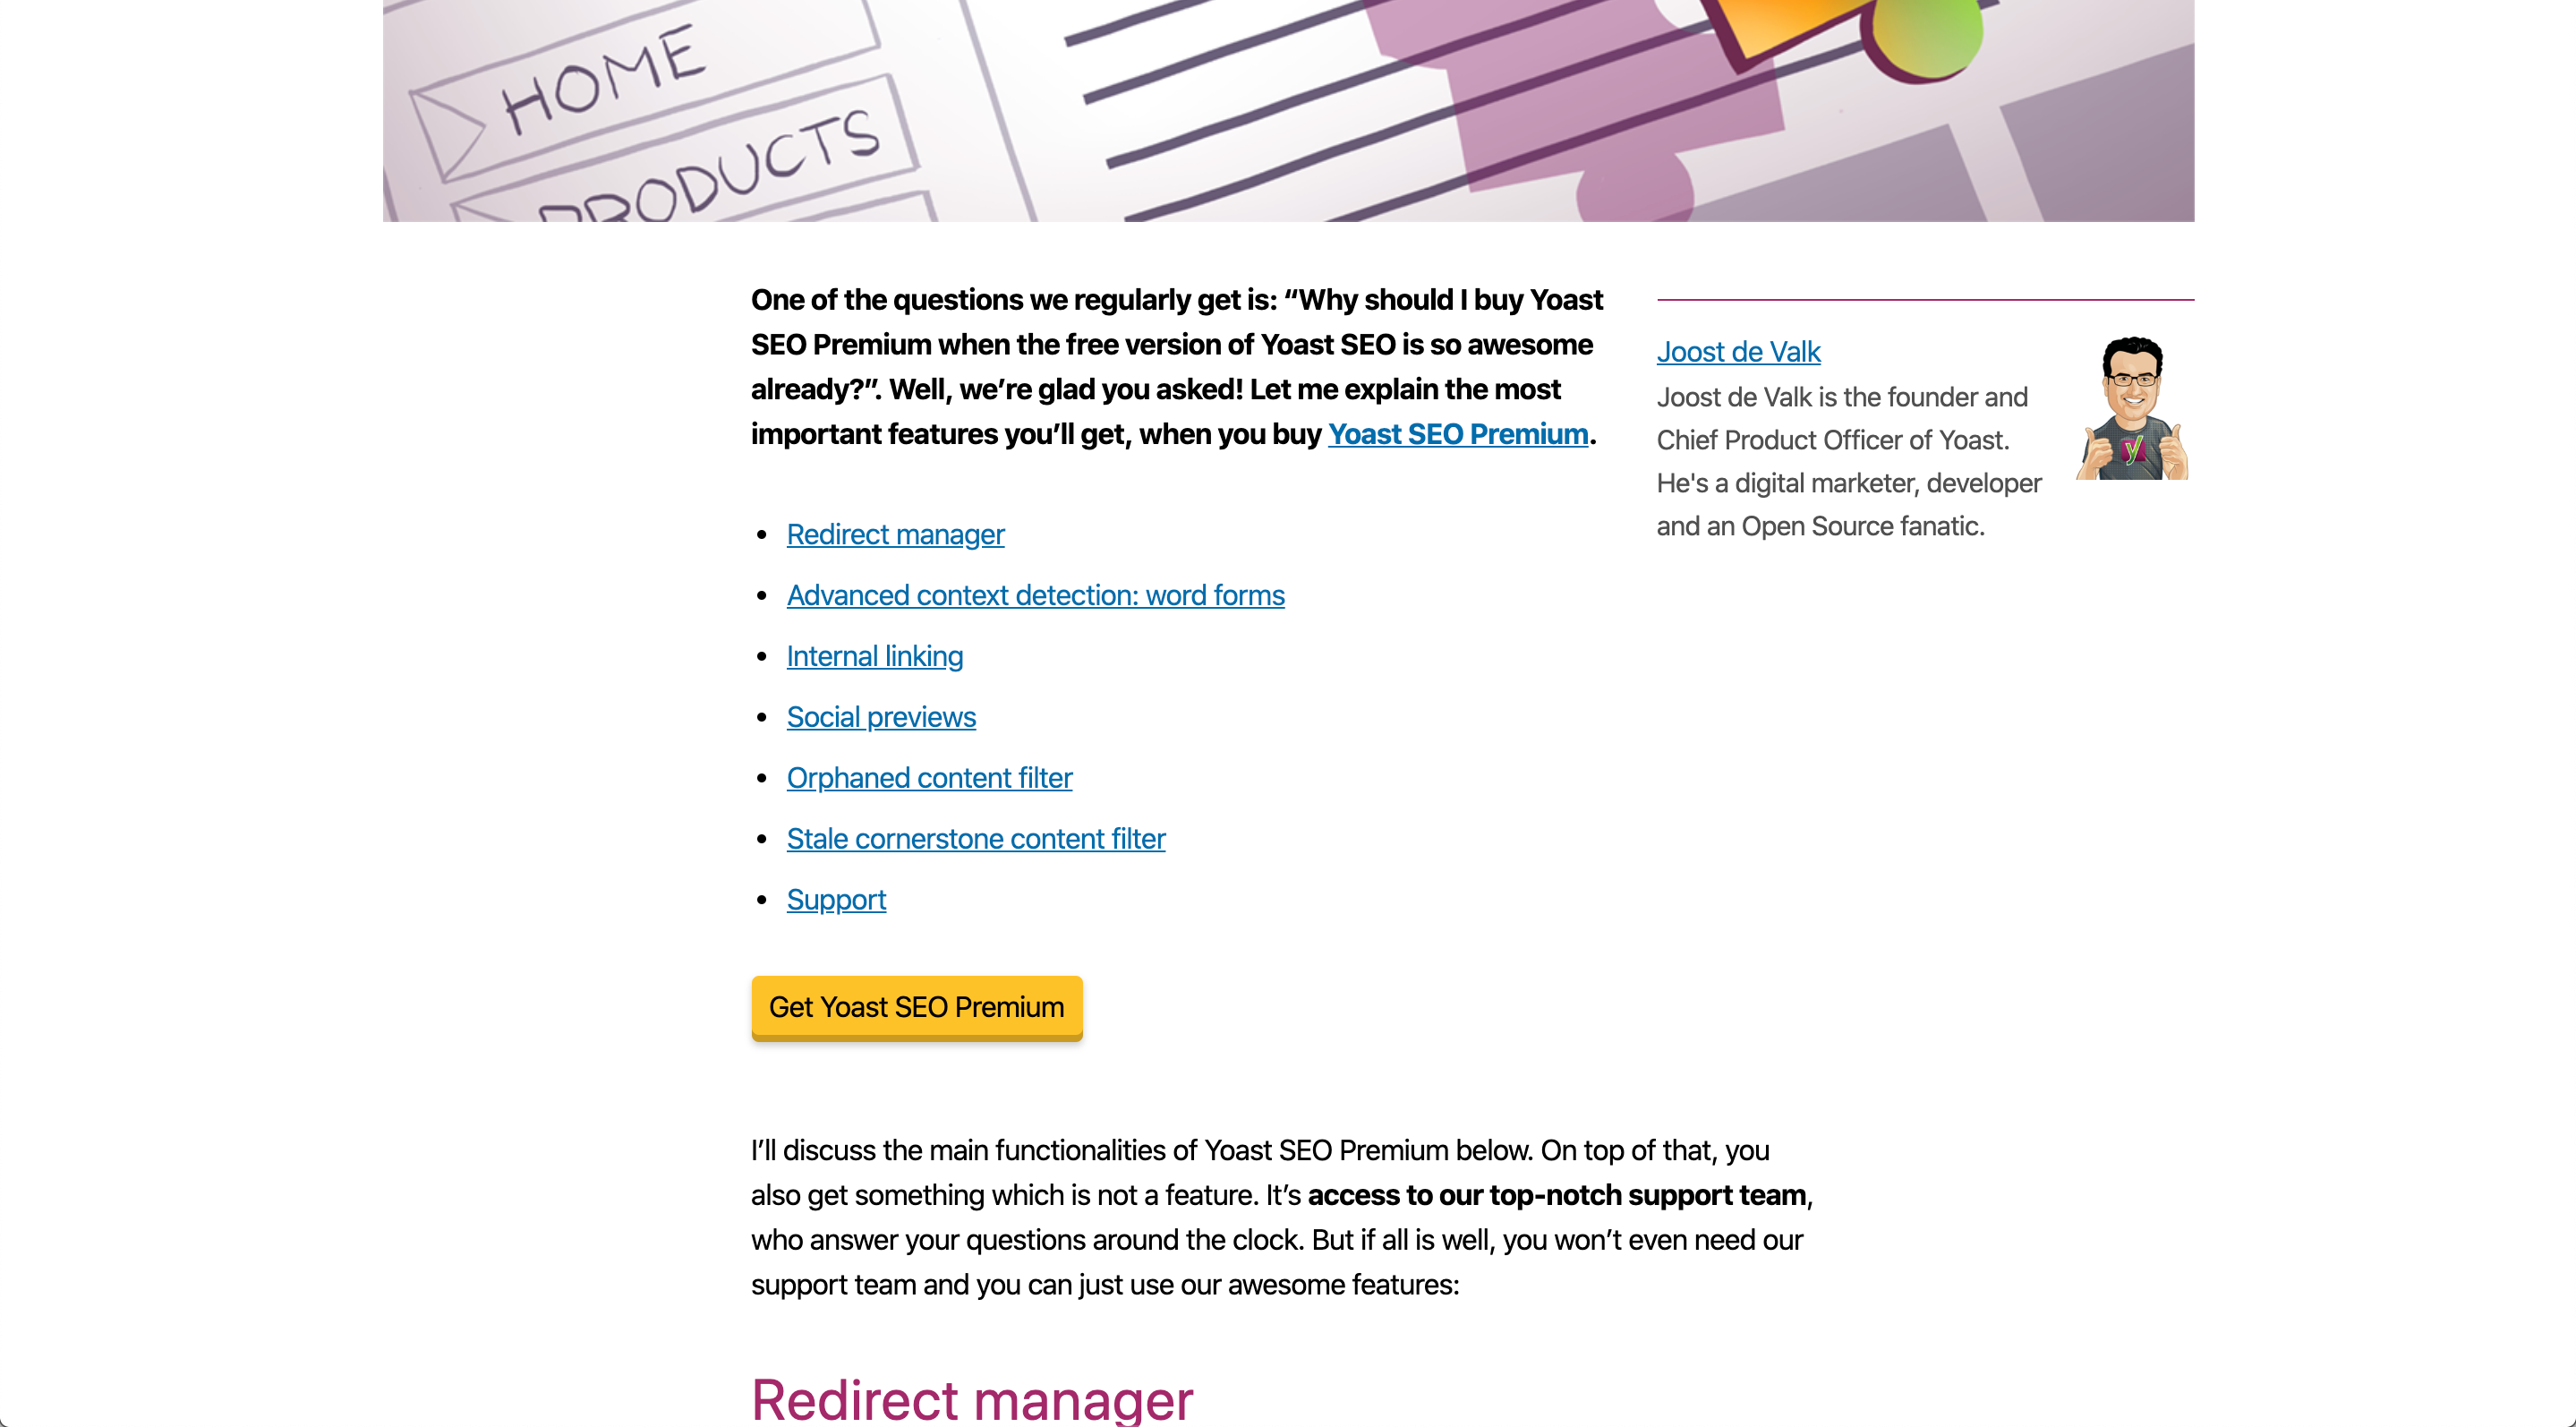 HOME
PRODUCTS
One of the questions we regularly get is: “Why should I buy Yoast
SEO Premium when the free version of Yoast SEO is so awesome
already?”. Well, we’re glad you asked! Let me explain the most
important features you’ll get, when you buy Yoast SEO Premium.
Joost de Valk
Joost de Valk is the founder and
Chief Product Officer of Yoast.
He's a digital marketer, developer
and an Open Source fanatic.
y
Redirect manager
Advanced context detection: word forms
Internal linking
Social previews
Orphaned content filter
Stale cornerstone content filter
Support
Get Yoast SEO Premium
I’ll discuss the main functionalities of Yoast SEO Premium below. On top of that, you
also get something which is not a feature. It’s access to our top-notch support team,
who answer your questions around the clock. But if all is well, you won’t even need our
support team and you can just use our awesome features:
Redirect manager